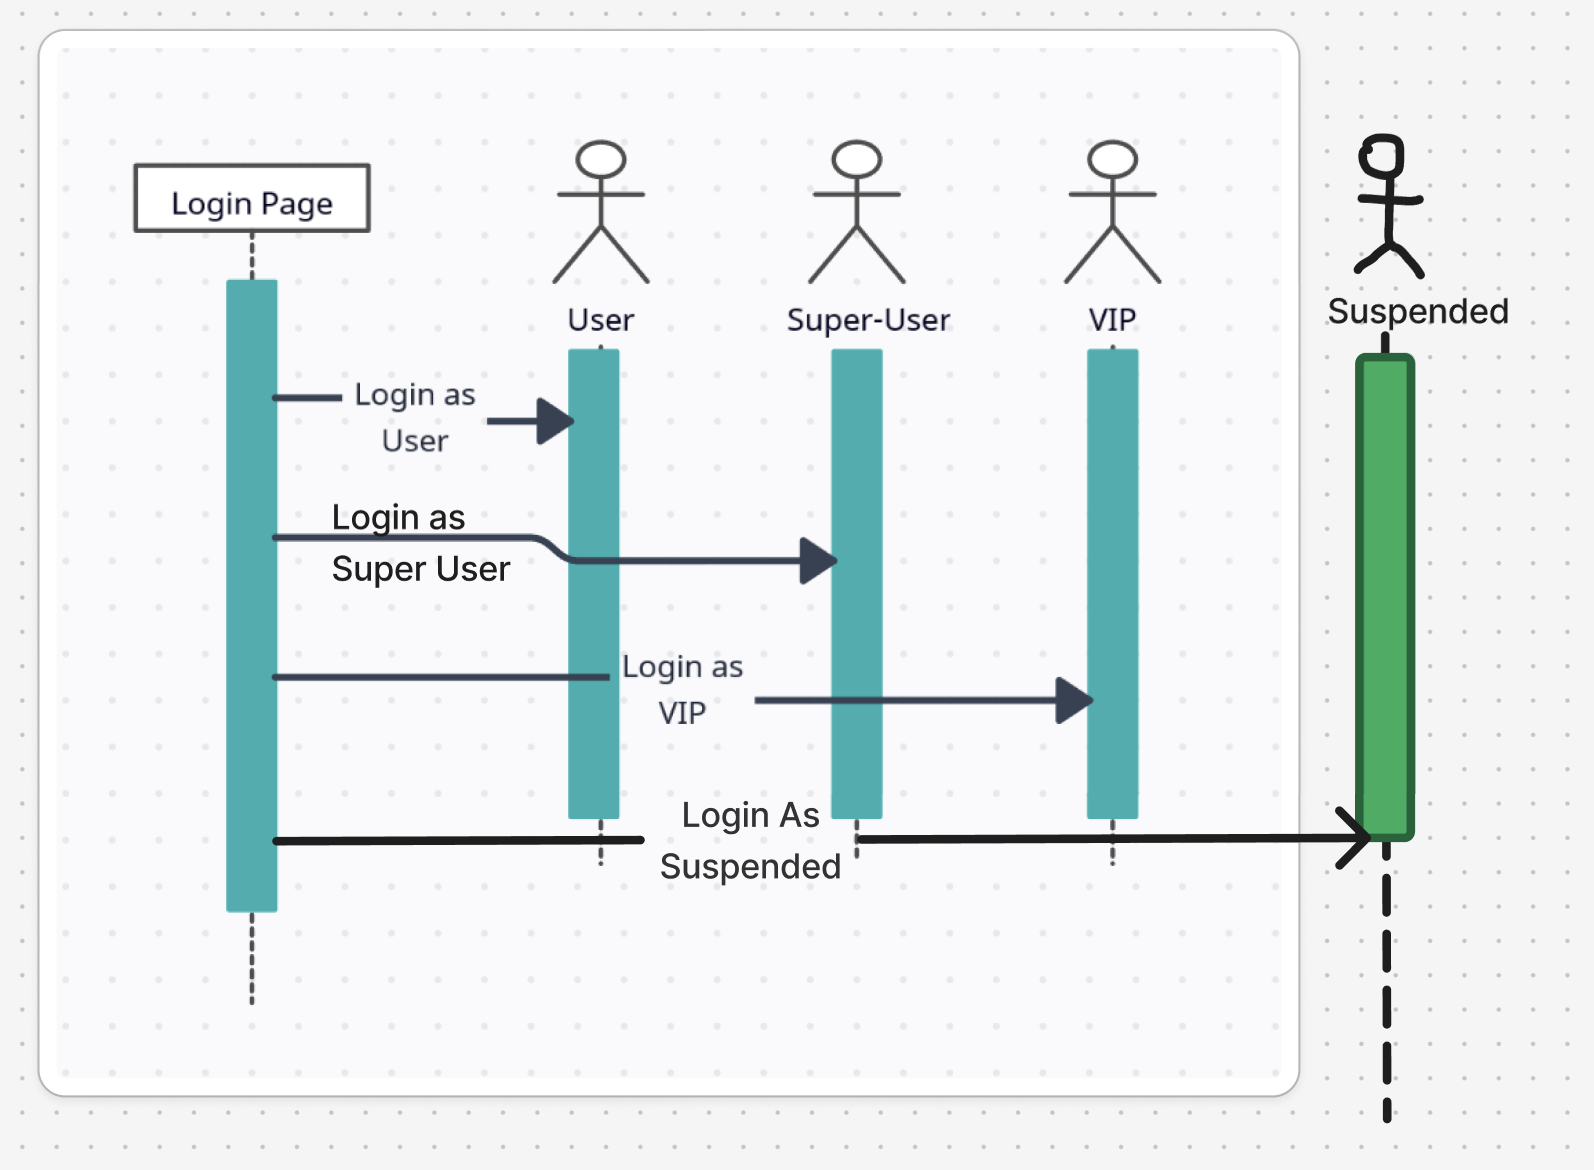 Login Page
User
Super-User
VIP
Suspended
Login as
User
Login as
Super User
Login as
VIP
Login As
Suspended